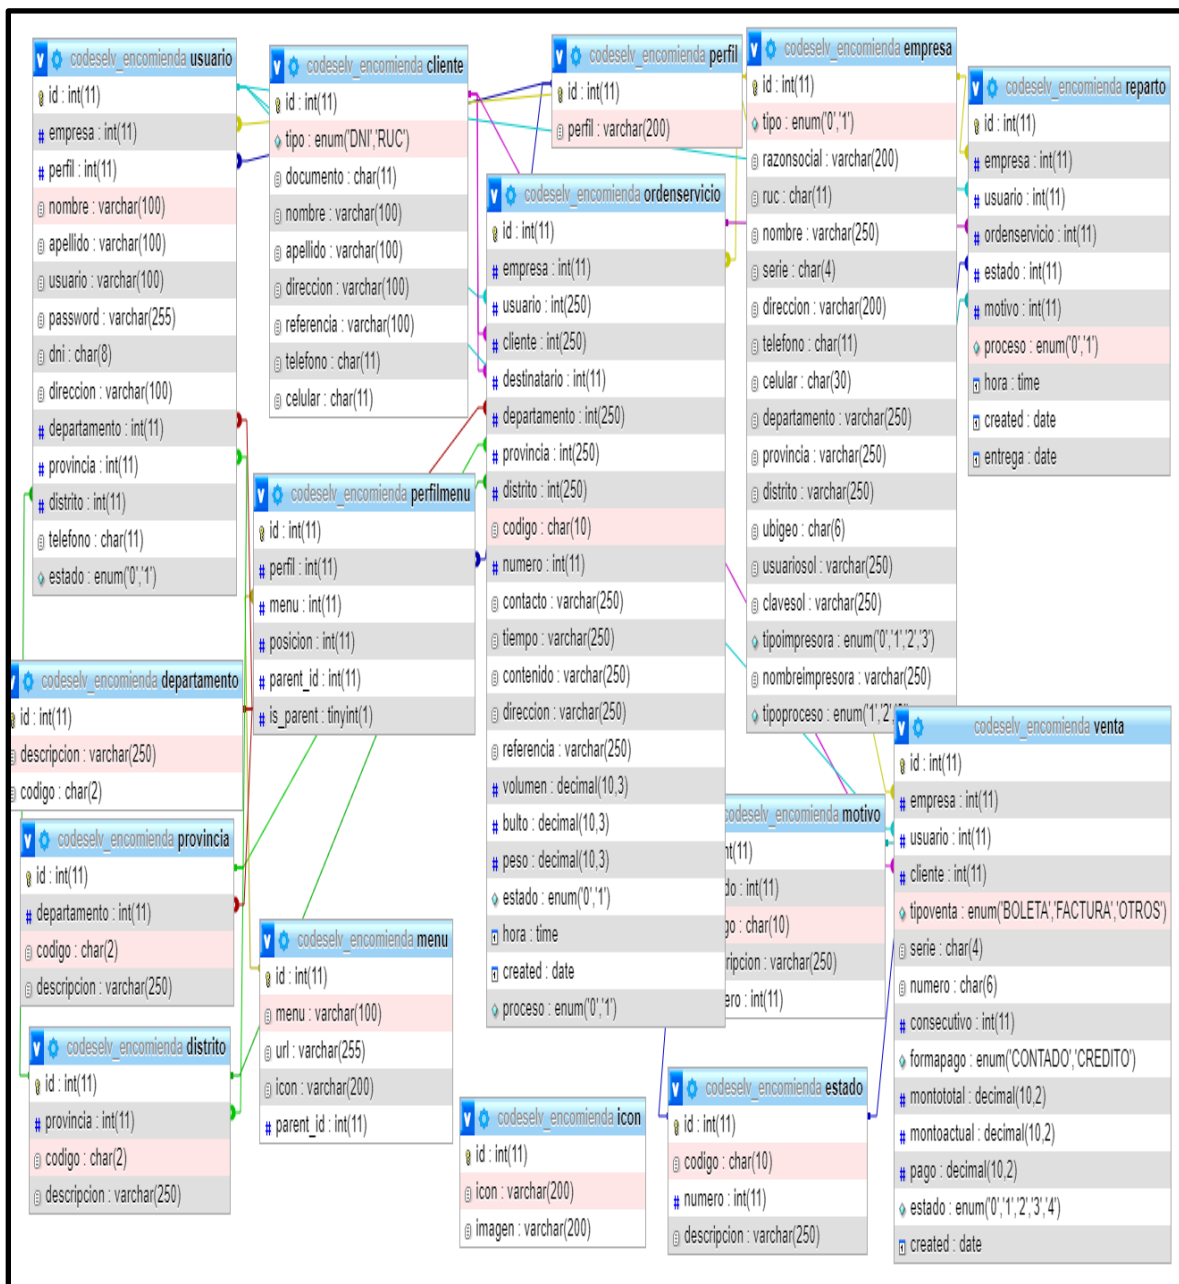 codeselv_encomienda usuario
id : int(11)
empresa : int(11)
perfil : int(11)
nombre : varchar(100)
apellido : varchar(100)
usuario : varchar(100)
password : varchar(255)
dni : char(8)
direccion : varchar(100)
departamento : int(11)
provincia : int(11)
distrito : int(11)
telefono : char(11)
estado : enum('0','1')
codeselv_encomienda cliente
id : int(11)
tipo : enum('DNI','RUC')
documento : char(11)
nombre : varchar(100)
apellido : varchar(100)
direccion : varchar(100)
referencia : varchar(100)
telefono : char(11)
celular : char(11)
codeselv_encomienda perfil
id : int(11)
perfil : varchar(200)
codeselv_encomienda empresa
id : int(11)
tipo : enum('0','1')
razonsocial : varchar(200)
ruc : char(11)
nombre : varchar(250)
serie : char(4)
direccion : varchar(200)
telefono : char(11)
celular : char(30)
departamento : varchar(250)
provincia : varchar(250)
distrito : varchar(250)
ubigeo : char(6)
usuariosol : varchar(250)
clavesol : varchar(250)
tipoimpresora : enum('0','1','2','3')
nombreimpresora : varchar(250)
tipoproceso : enum('1','2',
codeselv_encomienda reparto
id : int(11)
empresa : int(11)
usuario : int(11)
ordenservicio : int(11)
estado : int(11)
motivo : int(11)
proceso : enum('0','1')
hora : time
created : date
entrega : date
codeselv_encomienda ordenservicio
id : int(11)
empresa : int(11)
usuario : int(250)
cliente : int(250)
destinatario : int(11)
departamento : int(250)
provincia : int(250)
distrito : int(250)
codigo : char(10)
numero : int(11)
contacto : varchar(250)
tiempo : varchar(250)
contenido : varchar(250)
direccion : varchar(250)
referencia : varchar(250)
volumen : decimal(10,3)
bulto : decimal(10,3)
peso : decimal(10,3)
estado : enum('0','1')
hora : time
created : date
proceso : enum('0','1')
codeselv_encomienda perfilmenu
id : int(11)
perfil : int(11)
menu : int(11)
posicion : int(11)
parent_id : int(11)
is_parent : tinyint(1)
codeselv_encomienda departamento
id : int(11)
descripcion : varchar(250)
codigo : char(2)
codeselv_encomienda provincia
id : int(11)
departamento : int(11)
codigo : char(2)
descripcion : varchar(250)
codeselv_encomienda distrito
id : int(11)
provincia : int(11)
codigo : char(2)
descripcion : varchar(250)
codeselv_encomienda menu
id : int(11)
menu : varchar(100)
url : varchar(255)
icon : varchar(200)
parent_id : int(11)
codeselv_encomienda icon
id : int(11)
icon : varchar(200)
imagen : varchar(200)
codeselv_encomienda estado
id : int(11)
codigo : char(10)
numero : int(11)
descripcion : varchar(250)
codeselv_encomienda motivo
nt(11)
do : int(11)
go : char(10)
cripcion : varchar(250)
ero : int(11)
codeselv_encomienda venta
id : int(11)
empresa : int(11)
usuario : int(11)
cliente : int(11)
tipoventa : enum('BOLETA','FACTURA','OTROS')
serie : char(4)
numero : char(6)
consecutivo : int(11)
formapago : enum('CONTADO','CREDITO')
montototal : decimal(10,2)
montoactual : decimal(10,2)
pago : decimal(10,2)
estado : enum('0','1','2','3','4')
created : date